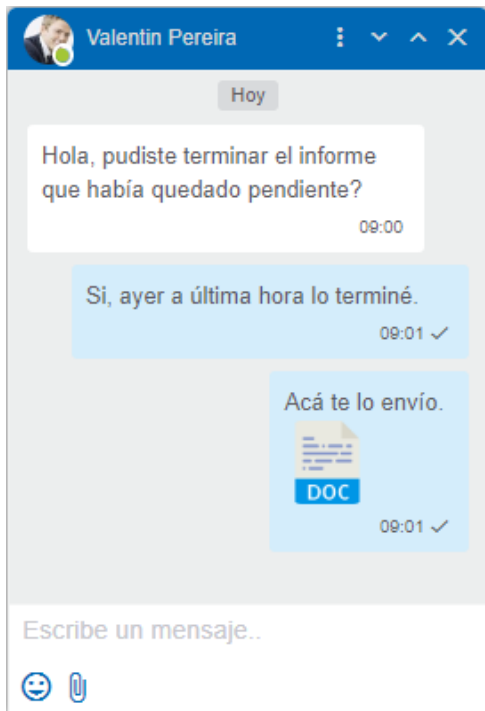 Valentin Pereira
Hoy
Hola, pudiste terminar el informe
que había quedado pendiente?
09:00
Si, ayer a última hora lo terminé.
09:01
Acá te lo envío.
DOC
09:01
Escribe un mensaje..